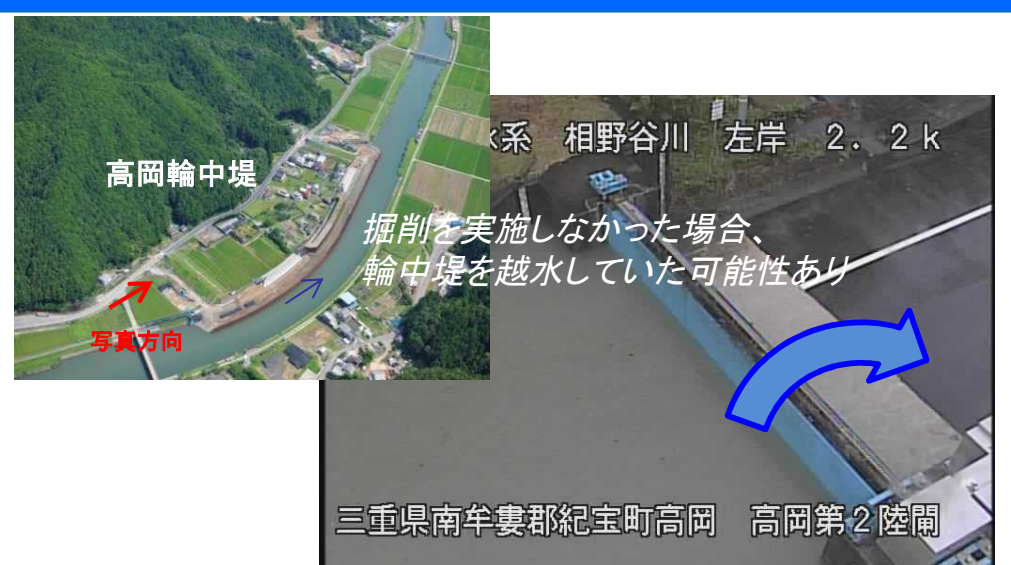 高岡輪中堤
写真方向
水系 相野谷川 左岸 2.2k
掘削を実施しなかった場合、
輪中堤を越水していた可能性あり
三重県南牟婁郡紀宝町高岡 高岡第2陸閘